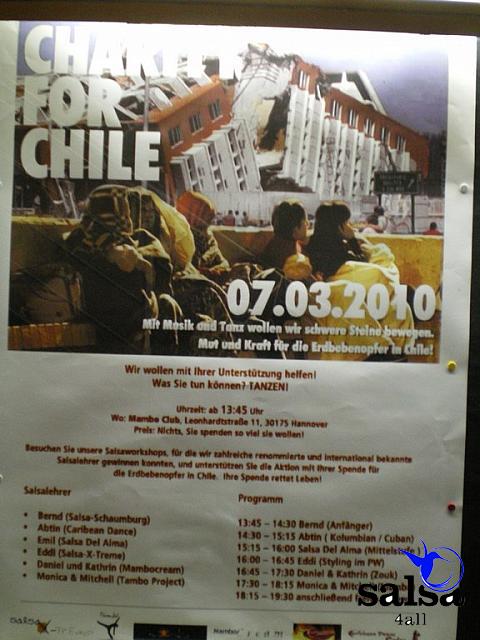 CHARITY
FOR
CHILE
07.03.2010
Mit Musik und Tanz wollen wir schwere Steine bewegen.
Mut und Kraft für die Erdbebenopfer in Chile!
Wir wollen mit Ihrer Unterstützung helfen!
Was Sie tun können? TANZEN!
Uhrzeit: ab 13:45 Uhr
Wo: Mambo Club, Leonhardtstraße 11, 30175 Hannover
Preis: Nichts, Sie spenden so viel sie wollen!
Besuchen Sie unsere Salsaworkshops, für die wir zahlreiche renommierte und international bekannte
Salsalehrer gewinnen konnten, und unterstützen Sie die Aktion mit Ihrer Spende für
die Erdbebenopfer in Chile. Ihre Spende rettet Leben!
Salsalehrer
• Bernd (Salsa-Schaumburg)
• Abtin (Caribean Dance)
• Emil (Salsa Del Alma)
• Eddi (Salsa-X-Treme)
• Daniel und Kathrin (Mambocream)
• Monica & Mitchell (Tambo Project)
Programm
13:45 - 14:30 Bernd (Anfänger)
14:30 - 15:15 Abtin ( Kolumbian / Cuban)
15:15 - 16:00 Salsa Del Alma (Mittelstufe )
16:00 - 16:45 Eddi (Styling im PW)
16:45 - 17:30 Daniel & Kathrin (Zouk)
17:30 - 18:15 Monica & Mitchell
18:15 - 19:30 anschließend
salsa
4all
salsa